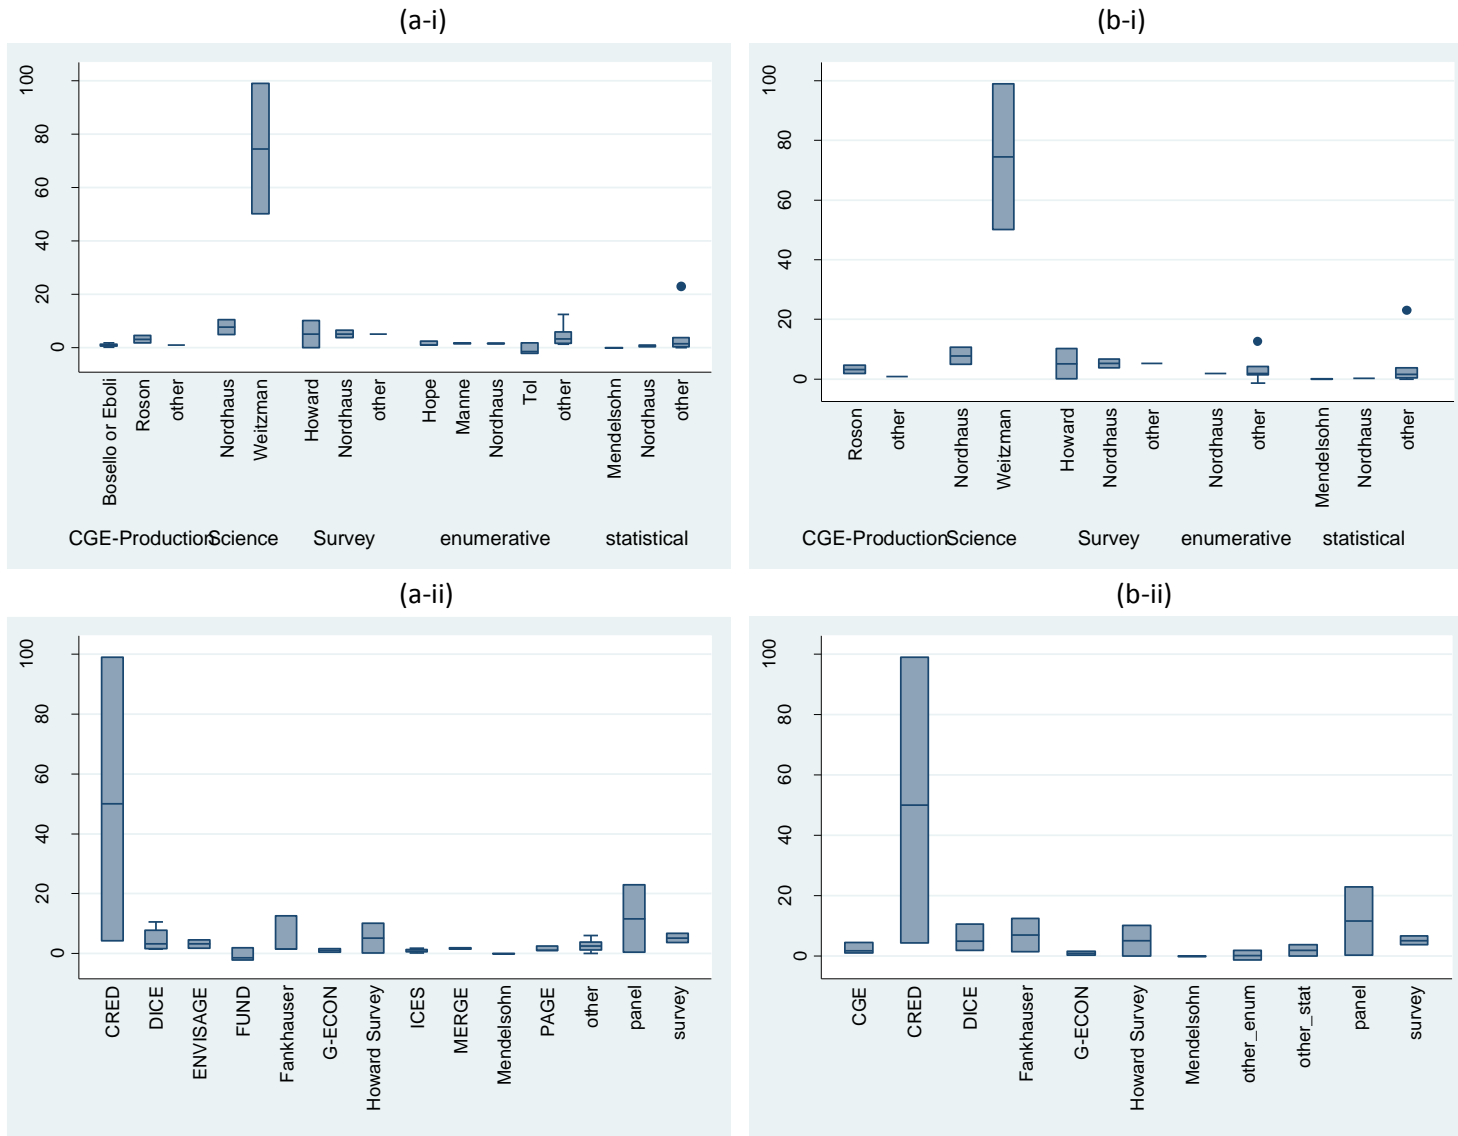 (a-i)
(b-i)
100
80
60
40
20
0
Bosello or Eboli
Roson
other
Nordhaus
Weitzman
Howard
Nordhaus
other
Hope
Manne
Nordhaus
Tol
other
Mendelsohn
Nordhaus
other
CGE-Production
Science
Survey
enumerative
statistical
100
80
60
40
20
0
Roson
other
Nordhaus
Weitzman
Howard
Nordhaus
other
Nordhaus
other
Mendelsohn
Nordhaus
other
CGE-Production
Science
Survey
enumerative
statistical
(a-ii)
(b-ii)
100
80
60
40
20
0
CRED
DICE
ENVISAGE
FUND
Fankhauser
G-ECON
Howard Survey
ICES
MERGE
Mendelsohn
PAGE
other
panel
survey
100
80
60
40
20
0
CGE
CRED
DICE
Fankhauser
G-ECON
Howard Survey
Mendelsohn
other_enum
other_stat
panel
survey